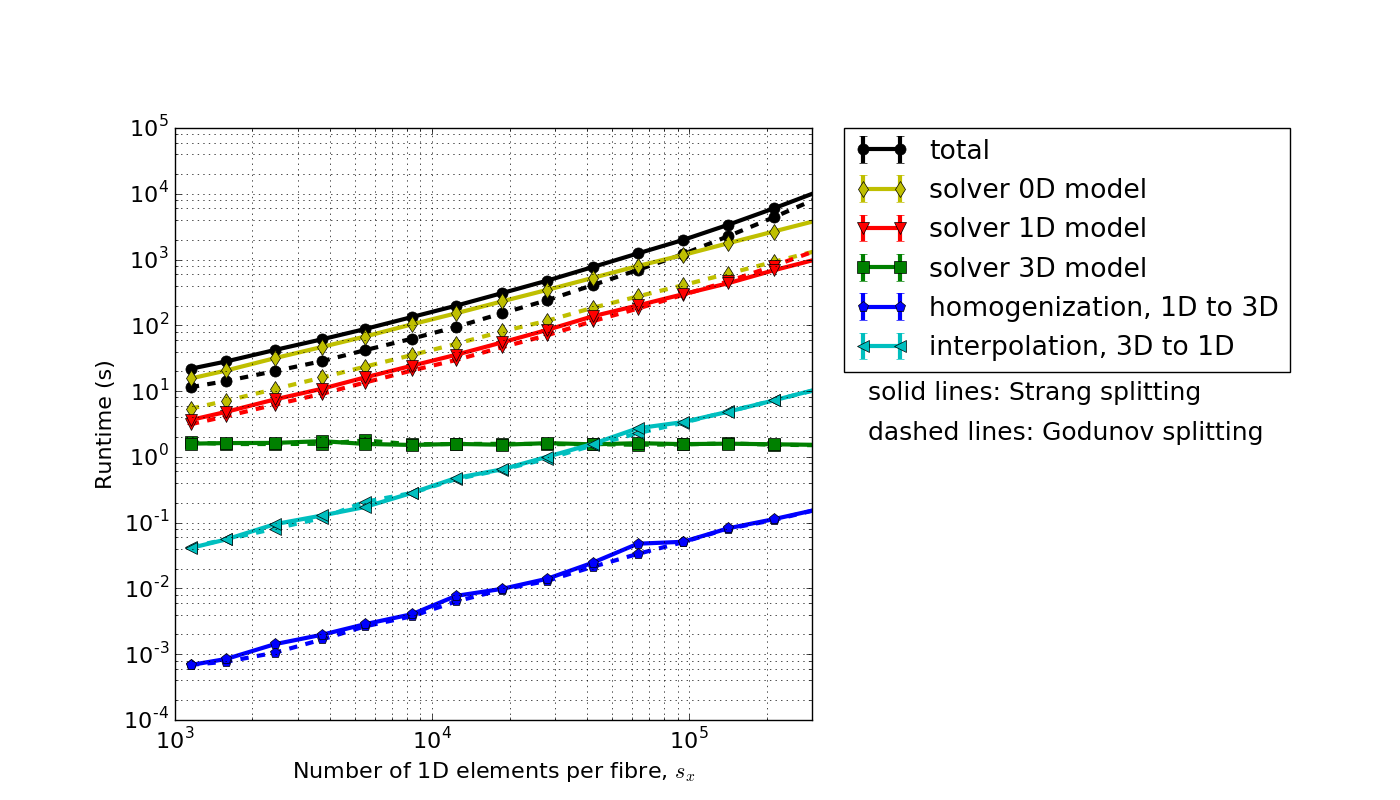 10^5
10^4
10^3
10^2
10^1
10^0
10^-1
10^-2
10^-3
10^-4
Runtime (s)
10^3 10^4 10^5
Number of 1D elements per fibre, s_x
total
solver 0D model
solver 1D model
solver 3D model
homogenization, 1D to 3D
interpolation, 3D to 1D
solid lines: Strang splitting
dashed lines: Godunov splitting